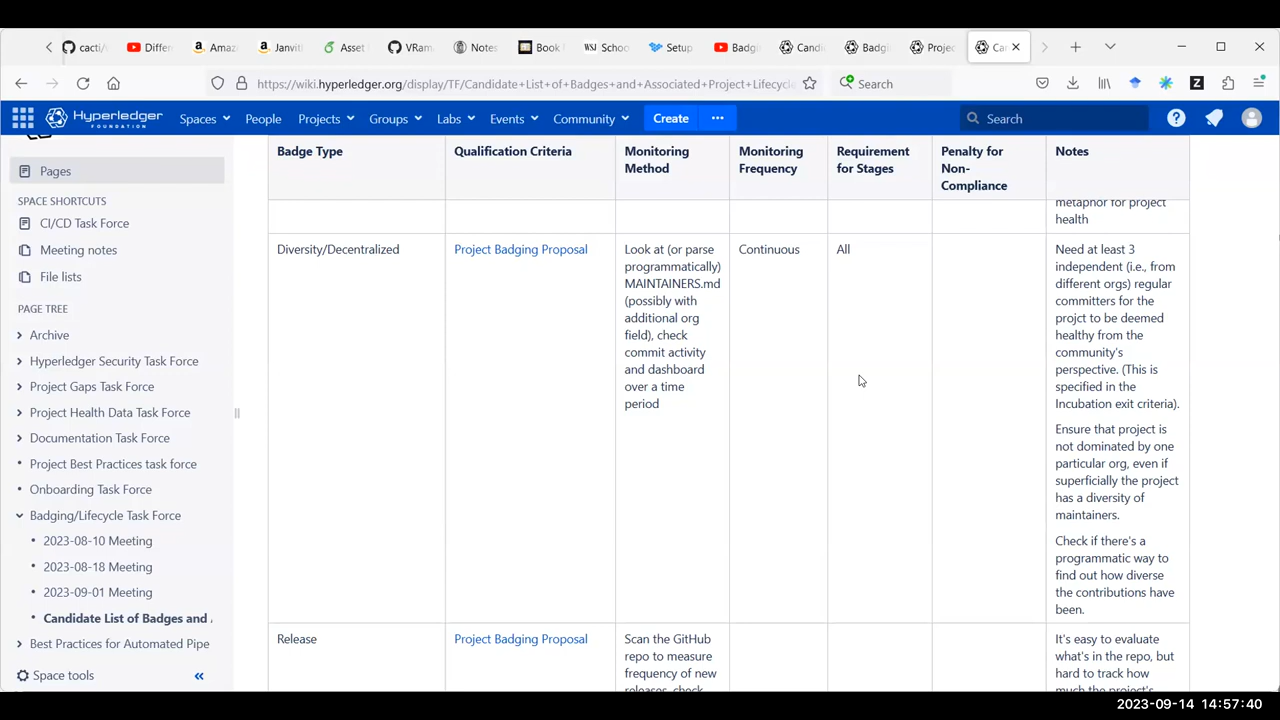 cacti/
Differ
Amaz
Janvit
Asset
VRam
Notes
Book
WSJ
Schoo
Setup
Badgi
Candi
Badgi
Projec
Ca
https://wiki.hyperledger.org/display/TF/Candidate+List+of+Badges+and+Associated+Project+Lifecycl
Search
HYPERLEDGER
FOUNDATION
Spaces
People
Projects
Groups
Labs
Events
Community
Create
Search
Pages
SPACE SHORTCUTS
CI/CD Task Force
Meeting notes
File lists
PAGE TREE
Archive
Hyperledger Security Task Force
Project Gaps Task Force
Project Health Data Task Force
Documentation Task Force
Project Best Practices task force
Onboarding Task Force
Badging/Lifecycle Task Force
2023-08-10 Meeting
2023-08-18 Meeting
2023-09-01 Meeting
Candidate List of Badges and
Best Practices for Automated Pipe
Space tools
Badge Type
Qualification Criteria
Monitoring
Method
Monitoring
Frequency
Requirement
for Stages
Penalty for
Non-
Compliance
Notes
metaphor for project
health
Diversity/Decentralized
Project Badging Proposal
Look at (or parse
programmatically)
MAINTAINERS.md
(possibly with
additional org
field), check
commit activity
and dashboard
over a time
period
Continuous
All
Need at least 3
independent (i.e., from
different orgs) regular
committers for the
projct to be deemed
healthy from the
community's
perspective. (This is
specified in the
Incubation exit criteria).
Ensure that project is
not dominated by one
particular org, even if
superficially the project
has a diversity of
maintainers.
Check if there's a
programmatic way to
find out how diverse
the contributions have
been.
Release
Project Badging Proposal
Scan the GitHub
repo to measure
frequency of new
releases, check
It's easy to evaluate
what's in the repo, but
hard to track how
much the project's
2023-09-14 14:57:40